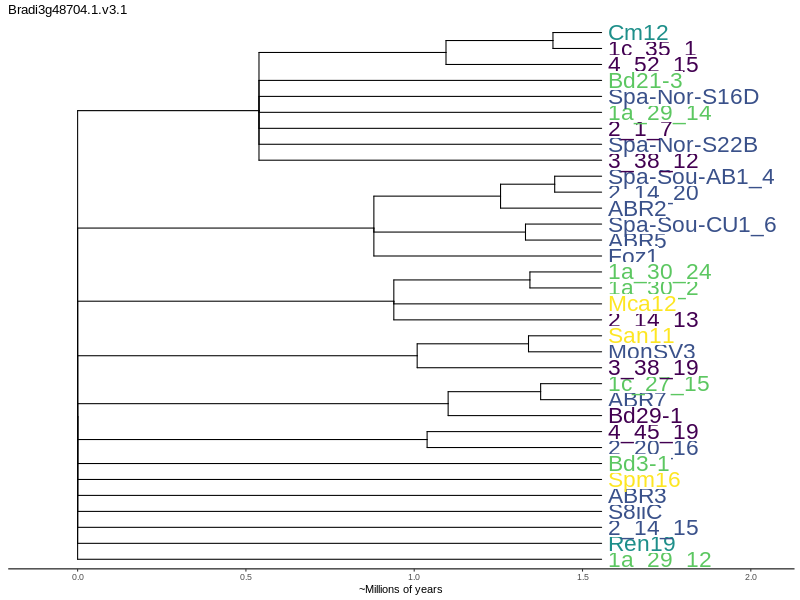 Bradi3g48704.1.v3.1
Cm12
1c_35_1
4_52_15
Bd21-3
Spa-Nor-S16D
1a_29_14
2_1_7
Spa-Nor-S22B
3_38_12
Spa-Sou-AB1_4
2_14_20
ABR2
Spa-Sou-CU1_6
ABR5
Foz1
1a_30_24
1a_30_2
Mca12
2_14_13
San11
MonSV3
3_38_19
1c_27_15
ABR7
Bd29-1
4_45_19
2_20_16
Bd3-1
Spm16
ABR3
S8iiC
2_14_15
Ren19
1a_29_12
0.0 0.5 1.0 1.5 2.0
~Millions of years